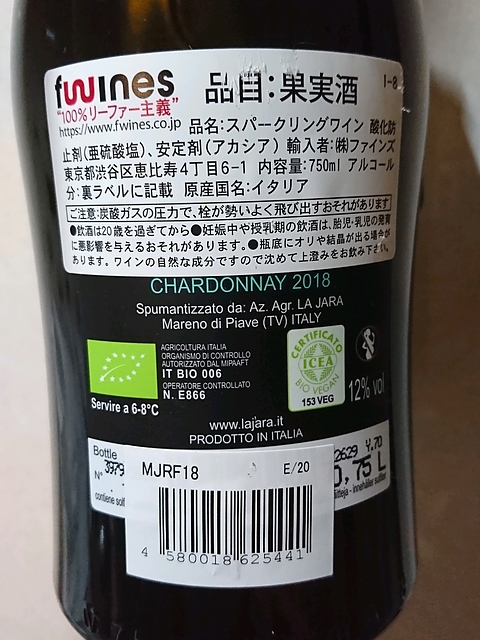 fwines 品目:果実酒
"100%リーファー主義"
https://www.fwines.co.jp 品名:スパークリングワイン 酸化防
止剤(亜硫酸塩)、安定剤(アカシア) 輸入者:㈱ファインズ
東京都渋谷区恵比寿4丁目6-1 内容量:750ml アルコール
分:裏ラベルに記載 原産国名:イタリア
ご注意:炭酸ガスの圧力で、栓が勢いよく飛び出すおそれがあります
●飲酒は20歳を過ぎてから●妊娠中や授乳期の飲酒は、胎児・乳児の発育
に悪影響を与えるおそれがあります。●瓶底にオリや結晶が出る場合が
あります。ワインの自然な成分ですので沈めて上澄みをお飲み下さい。
CHARDONNAY 2018
Spumantizzato da: Az. Agr. LA JARA
Mareno di Piave (TV) ITALY
AGRICOLTURA ITALIA
ORGANISMO DI CONTROLLO
AUTORIZZATO DAL MIPAAFT
IT BIO 006
OPERATORE CONTROLLATO
N. E866
Servire a 6-8°C
CERTIFICATO
ICEA
BIO VEGAN
153 VEG
12% vol
www.lajara.it
PRODOTTO IN ITALIA
Bottle
N° 3979
contiene solf
MJRF18 E/20
0,75 L
4 580018 625441